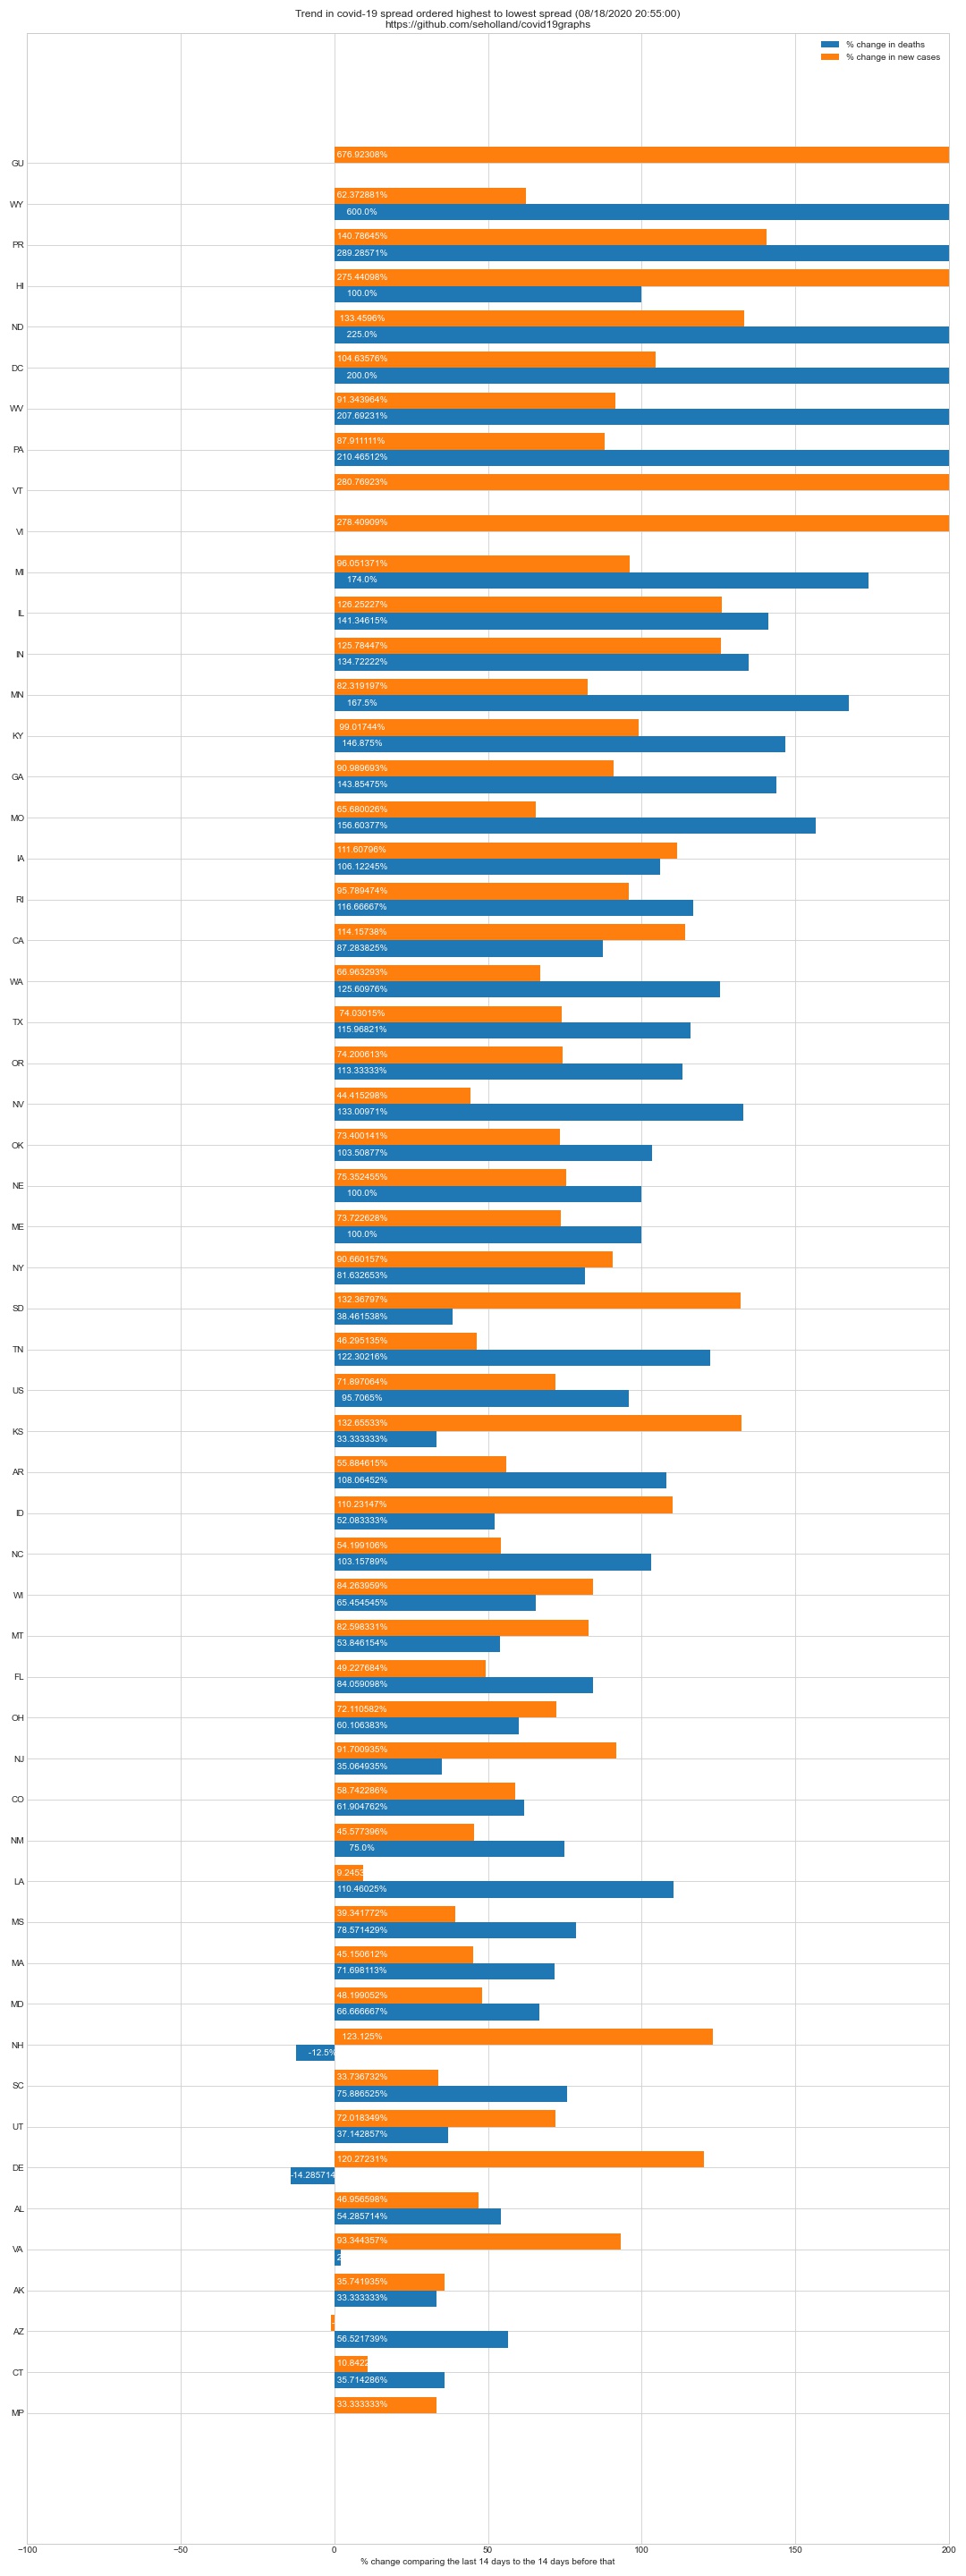 Trend in covid-19 spread ordered highest to lowest spread (08/18/2020 20:55:00)
https://github.com/seholland/covid19graphs
% change in deaths
% change in new cases
676.92308%
GU
62.372881%
WY
600.0%
140.78645%
PR
289.28571%
275.44098%
HI
100.0%
133.4596%
ND
225.0%
104.63576%
DC
200.0%
91.343964%
WV
207.69231%
87.911111%
PA
210.46512%
280.76923%
VT
278.40909%
VI
96.051371%
MI
174.0%
126.25227%
IL
141.34615%
125.78447%
IN
134.72222%
82.319197%
MN
167.5%
99.01744%
KY
146.875%
90.989693%
GA
143.85475%
65.680026%
MO
156.60377%
111.60796%
IA
106.12245%
95.789474%
RI
116.66667%
114.15738%
CA
87.283825%
66.963293%
WA
125.60976%
74.03015%
TX
115.96821%
74.200613%
OR
113.33333%
44.415298%
NV
133.00971%
73.400141%
OK
103.50877%
75.352455%
NE
100.0%
73.722628%
ME
100.0%
90.660157%
NY
81.632653%
132.36797%
SD
38.461538%
46.295135%
TN
122.30216%
71.897064%
US
95.7065%
132.65533%
KS
33.333333%
55.884615%
AR
108.06452%
110.23147%
ID
52.083333%
54.199106%
NC
103.15789%
84.263959%
WI
65.454545%
82.598331%
MT
53.846154%
49.227684%
FL
84.059098%
72.110582%
OH
60.106383%
91.700935%
NJ
35.064935%
58.742286%
CO
61.904762%
45.577396%
NM
75.0%
9.2453
LA
110.46025%
39.341772%
MS
78.571429%
45.150612%
MA
71.698113%
48.199052%
MD
66.666667%
123.125%
NH
-12.5%
33.736732%
SC
75.886525%
72.018349%
UT
37.142857%
120.27231%
DE
-14.285714
46.956598%
AL
54.285714%
93.344357%
VA
2
35.741935%
AK
33.333333%
AZ
56.521739%
10.8422
CT
35.714286%
33.333333%
MP
−100
−50
0
50
100
150
200
% change comparing the last 14 days to the 14 days before that